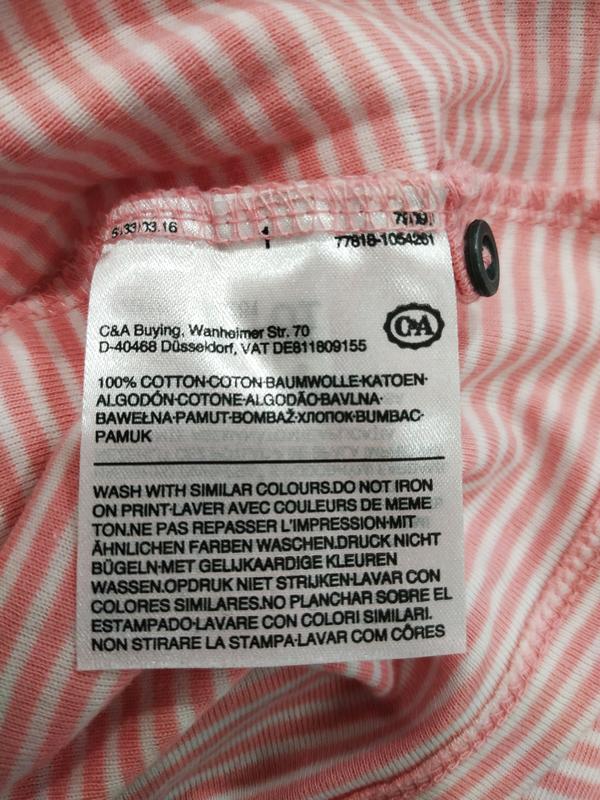 77818-1054261
C&A Buying, Wanheimer Str. 70
D-40468 Düsseldorf, VAT DE811809155
C&A
100% COTTON·COTON·BAUMWOLLE·KATOEN·
ALGODÓN·COTONE·ALGODÃO·BAVLNA·
BAWEŁNA·PAMUT·BOMBAŽ·ХЛОПОК·BUMBAC·
PAMUK
WASH WITH SIMILAR COLOURS.DO NOT IRON
ON PRINT·LAVER AVEC COULEURS DE MEME
TON.NE PAS REPASSER L'IMPRESSION·MIT
ÄHNLICHEN FARBEN WASCHEN.DRUCK NICHT
BÜGELN·MET GELIJKAARDIGE KLEUREN
WASSEN.OPDRUK NIET STRIJKEN·LAVAR CON
COLORES SIMILARES.NO PLANCHAR SOBRE EL
ESTAMPADO·LAVARE CON COLORI SIMILARI.
NON STIRARE LA STAMPA·LAVAR COM CÔRES